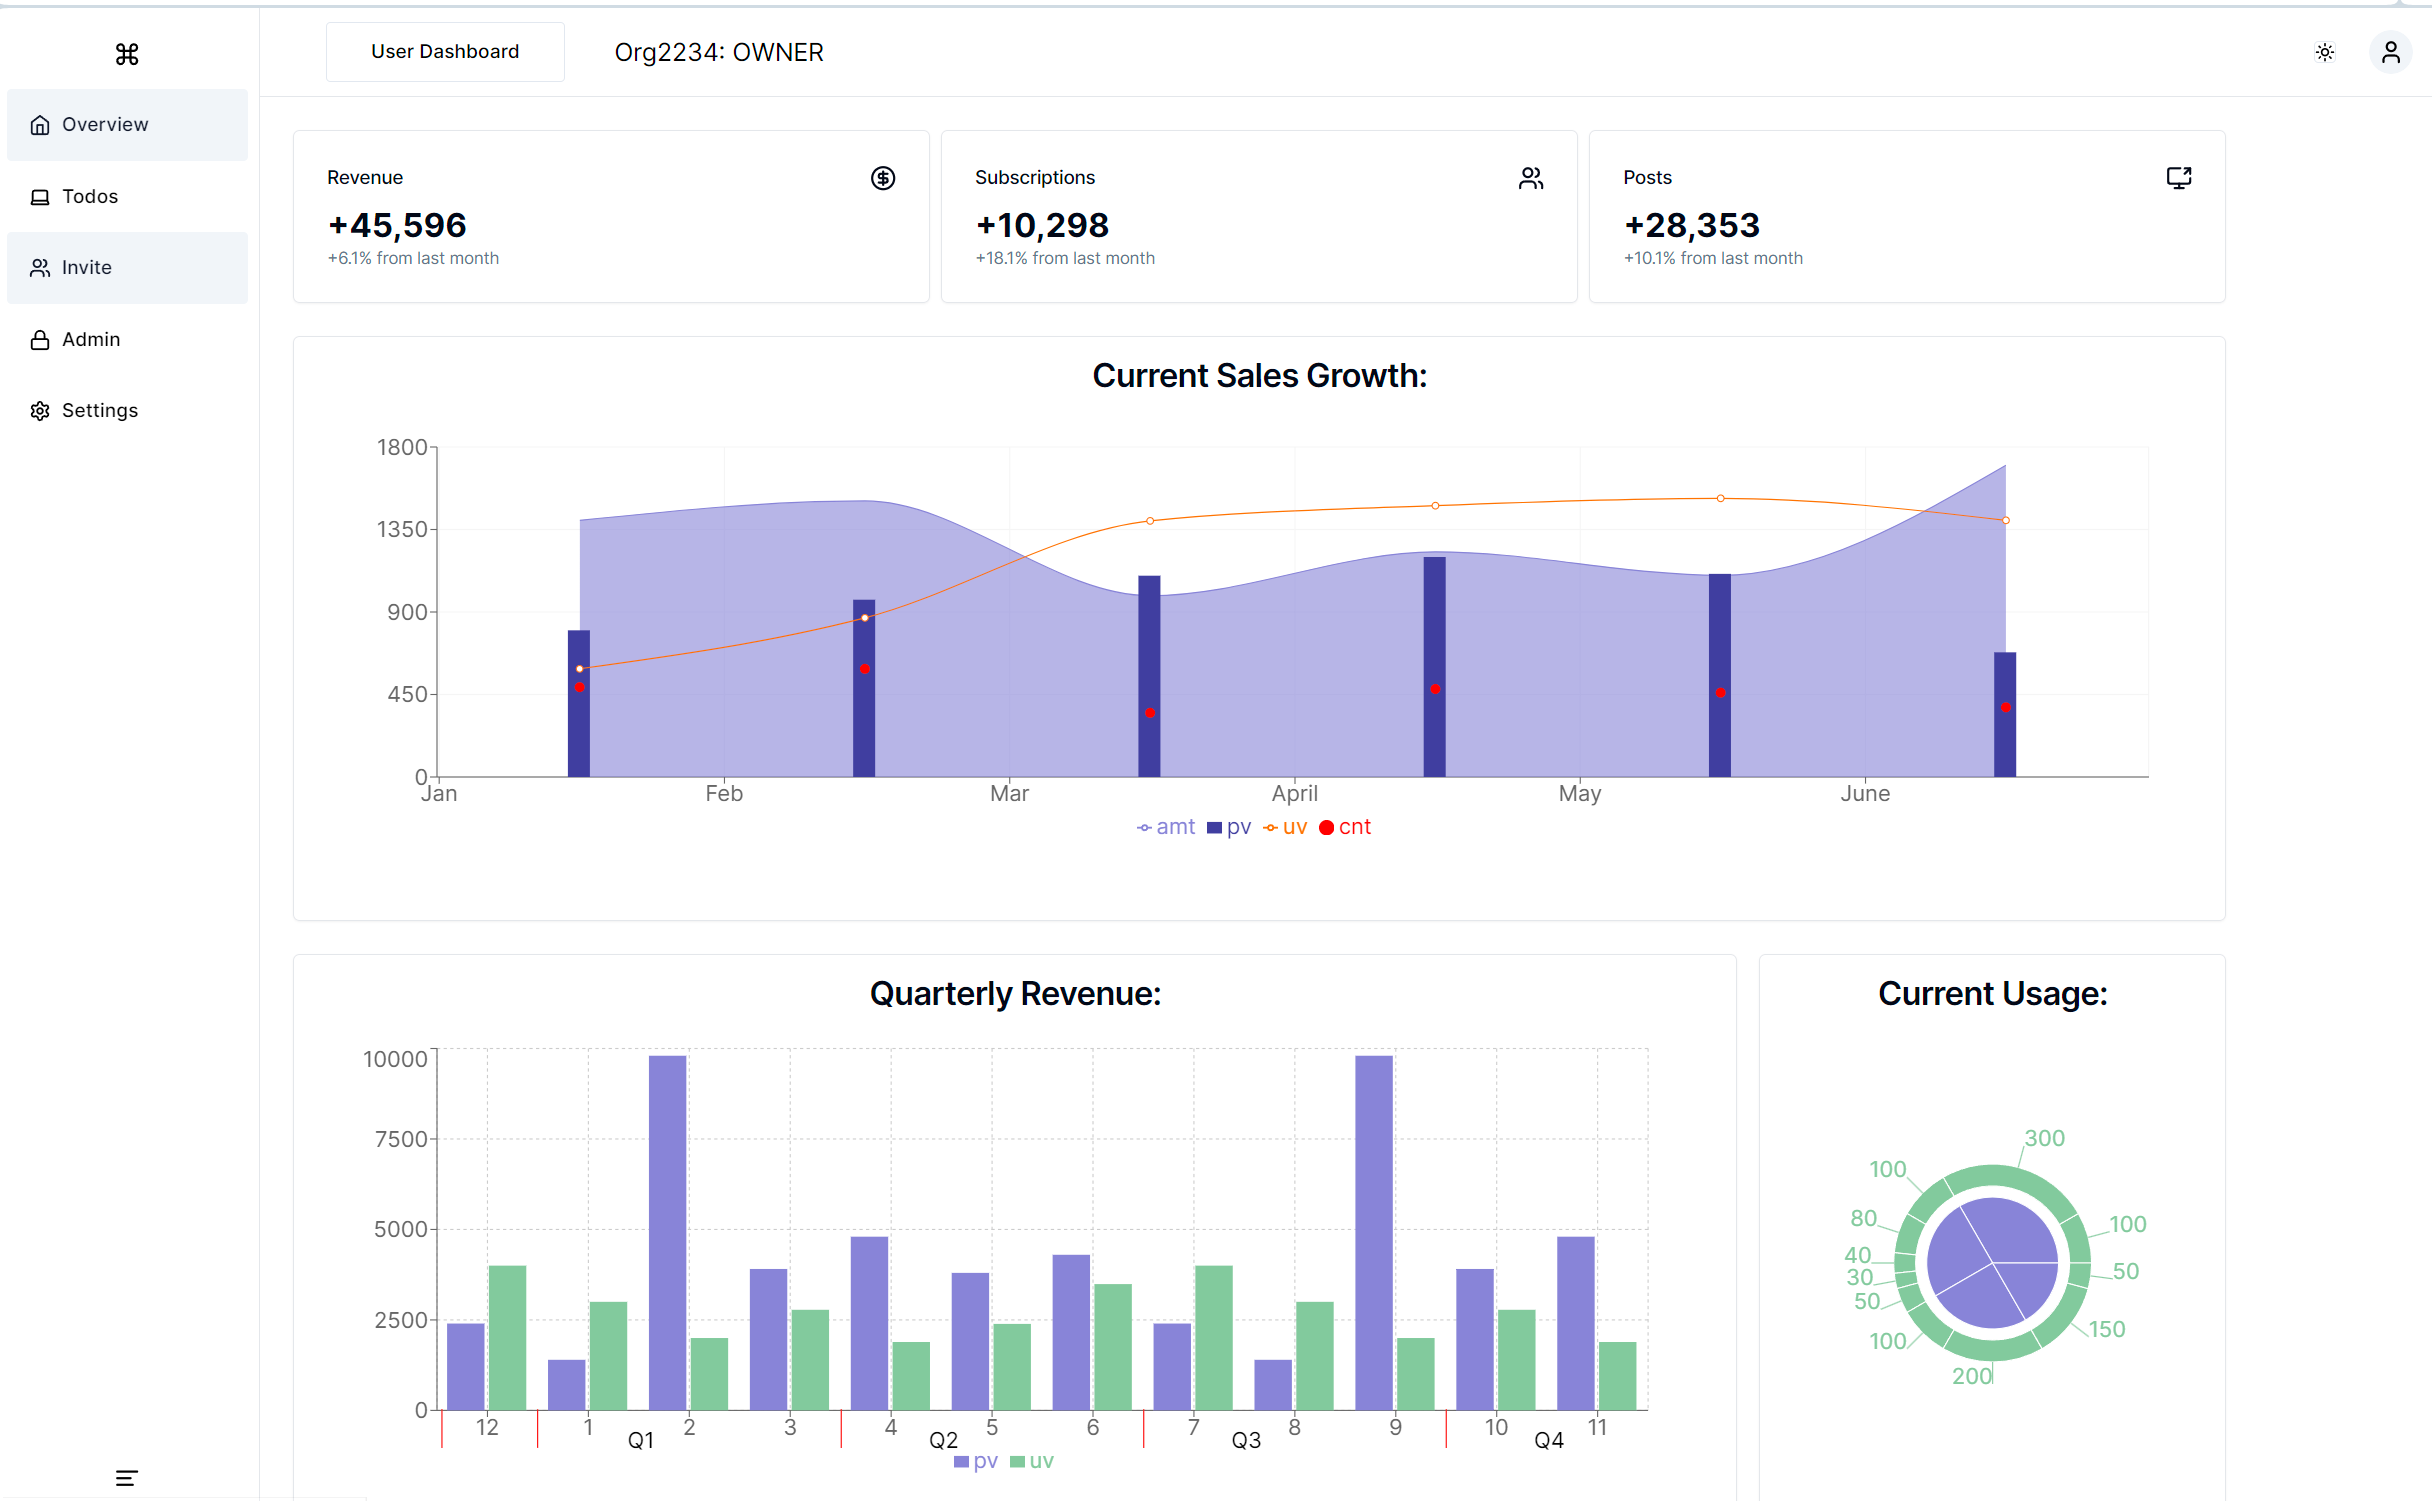 User Dashboard
Org2234: OWNER
Overview
Todos
Invite
Admin
Settings
Revenue
+45,596
+6.1% from last month
Subscriptions
+10,298
+18.1% from last month
Posts
+28,353
+10.1% from last month
Current Sales Growth:
1800
1350
900
450
0
Jan Feb Mar April May June
amt pv uv cnt
Quarterly Revenue:
10000
7500
5000
2500
0
12 1 2 3 4 5 6 7 8 9 10 11
Q1 Q2 Q3 Q4
pv uv
Current Usage:
300
100
100
80
100
40
50
30
50
150
100
200